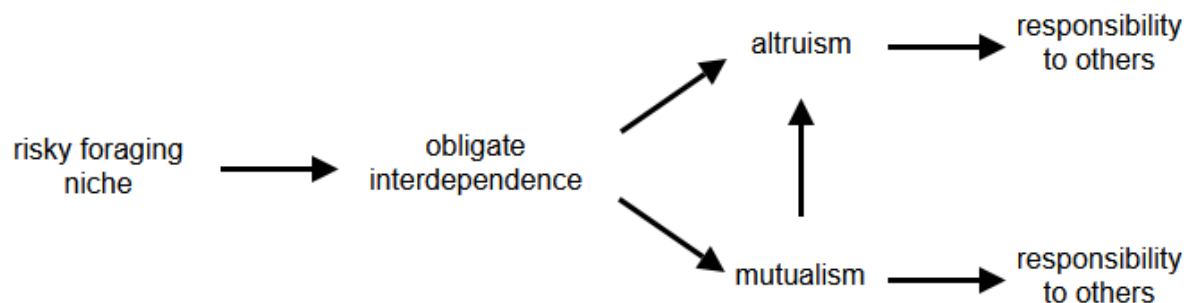 risky foraging
niche
obligate
interdependence
altruism
mutualism
responsibility
to others
responsibility
to others